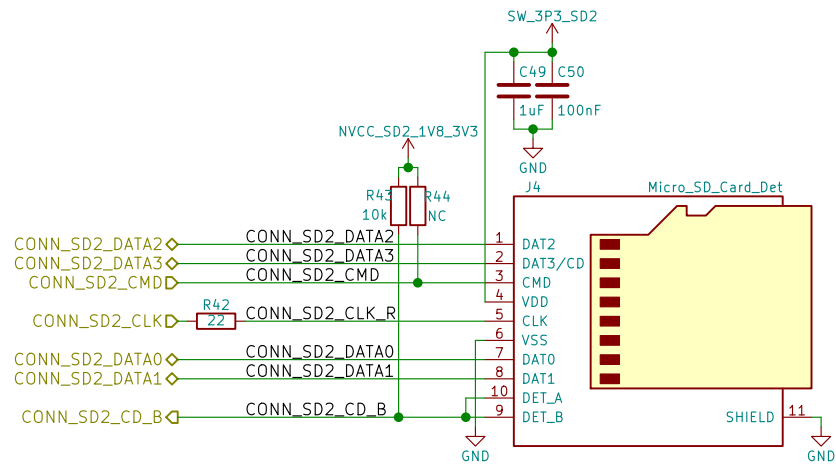 SW_3P3_SD2
C49 C50
1uF 100nF
GND
NVCC_SD2_1V8_3V3
R43 R44
10k NC
J4 Micro_SD_Card_Det
CONN_SD2_DATA2 CONN_SD2_DATA2 1 DAT2
CONN_SD2_DATA3 CONN_SD2_DATA3 2 DAT3/CD
CONN_SD2_CMD CONN_SD2_CMD 3 CMD
4 VDD
R42
CONN_SD2_CLK 22 CONN_SD2_CLK_R 5 CLK
6 VSS
CONN_SD2_DATA0 CONN_SD2_DATA0 7 DAT0
CONN_SD2_DATA1 CONN_SD2_DATA1 8 DAT1
10 DET_A
CONN_SD2_CD_B CONN_SD2_CD_B 9 DET_B SHIELD 11
GND GND